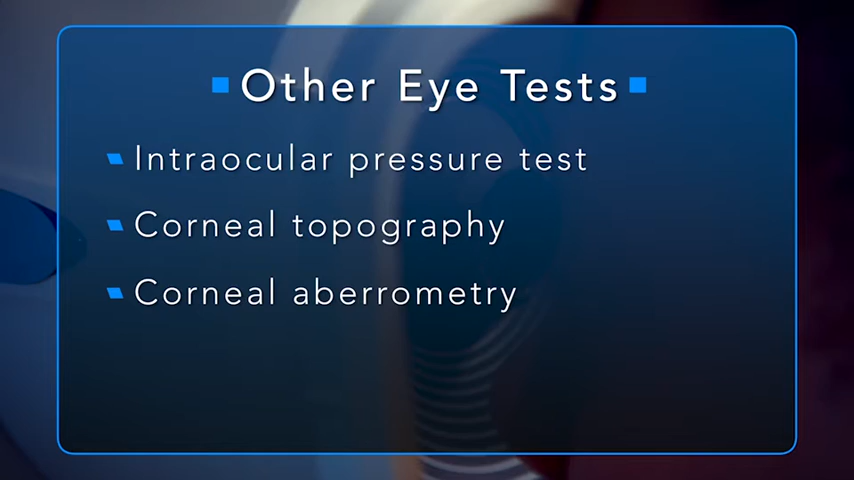 Other Eye Tests
Intraocular pressure test
Corneal topography
Corneal aberrometry